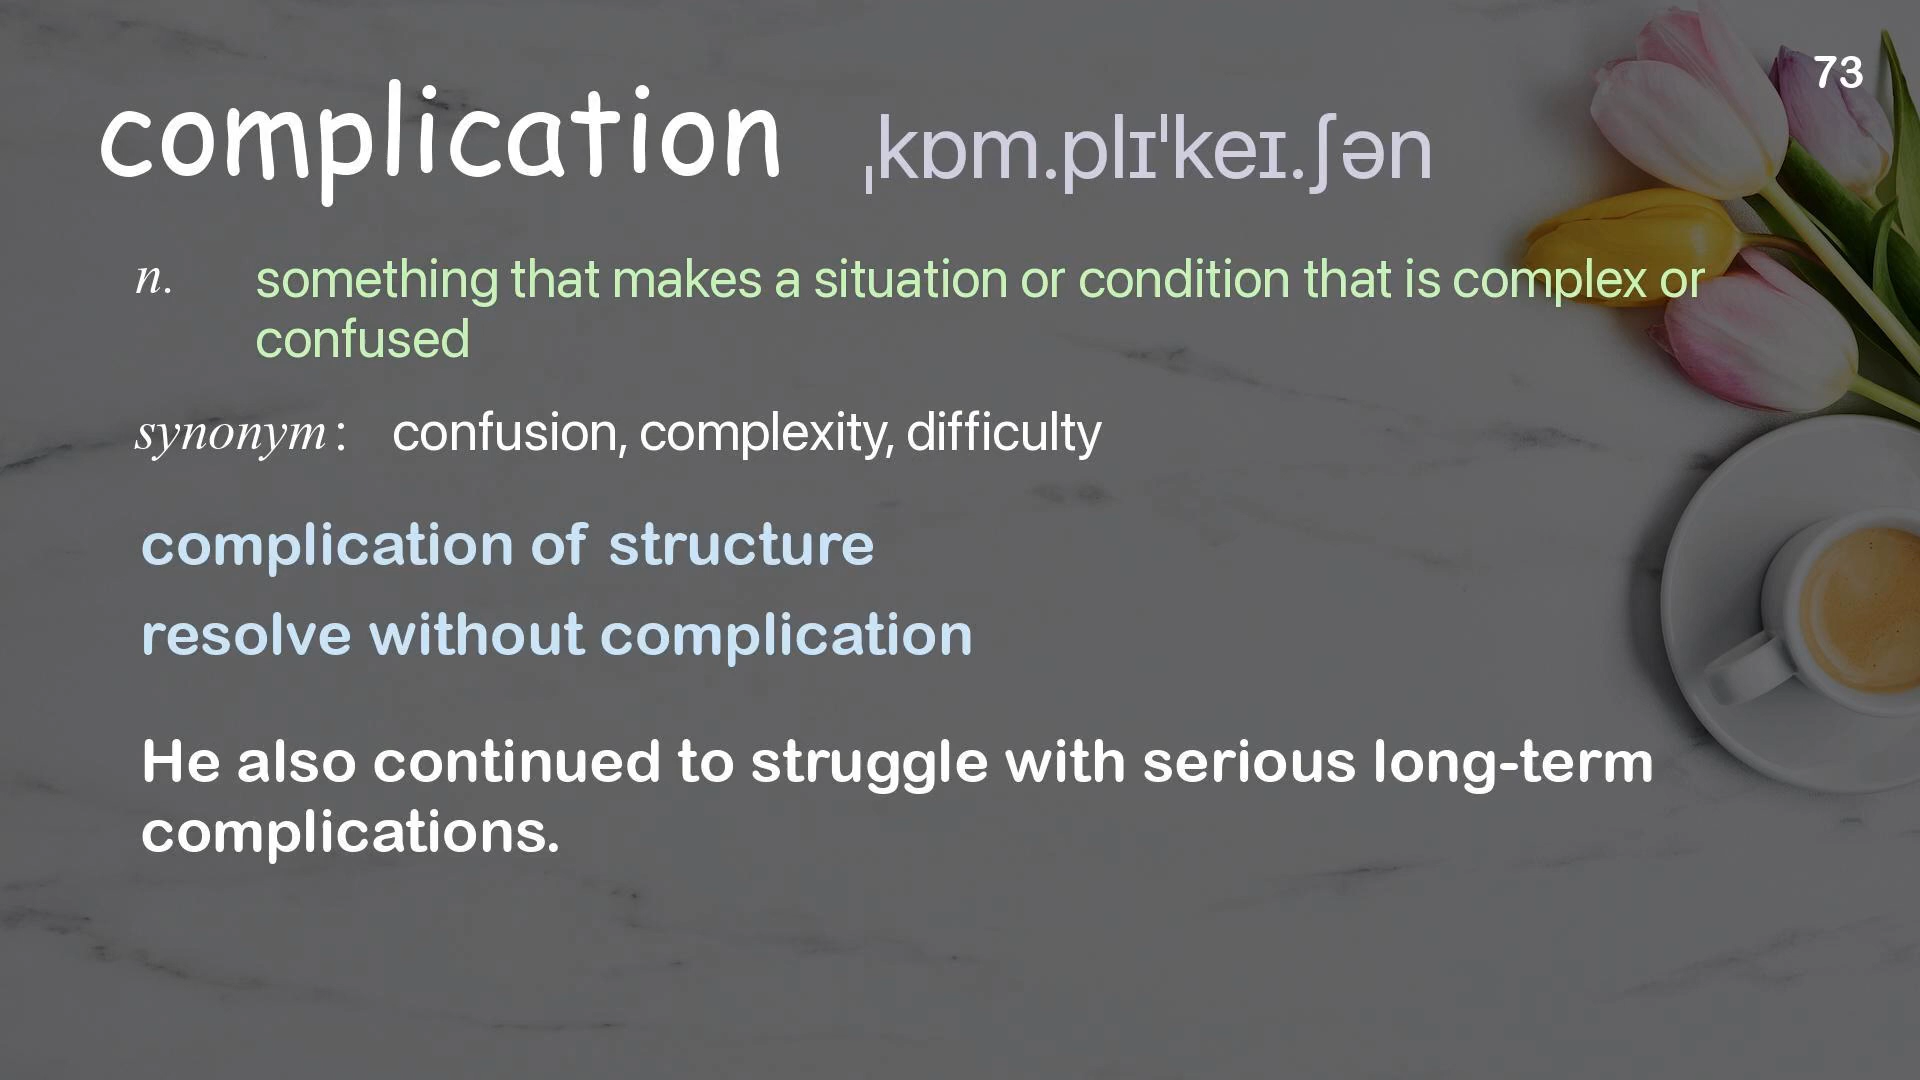 73
complication ˌkɒm.plɪˈkeɪ.ʃən
n. something that makes a situation or condition that is complex or
confused
synonym: confusion, complexity, difficulty
complication of structure
resolve without complication
He also continued to struggle with serious long-term
complications.